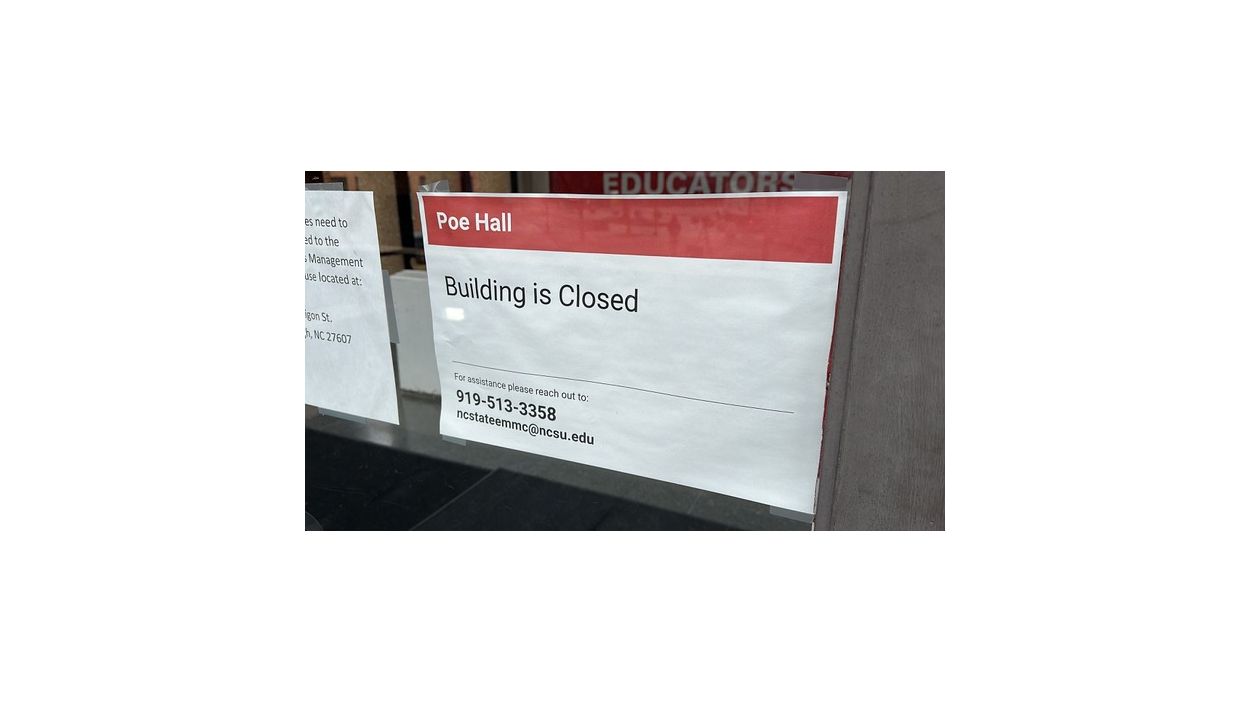 EDUCATORS
es need to
ed to the
Management
use located at:
igon St.
h, NC 27607
Poe Hall
Building is Closed
For assistance please reach out to:
919-513-3358
ncstateemmc@ncsu.edu